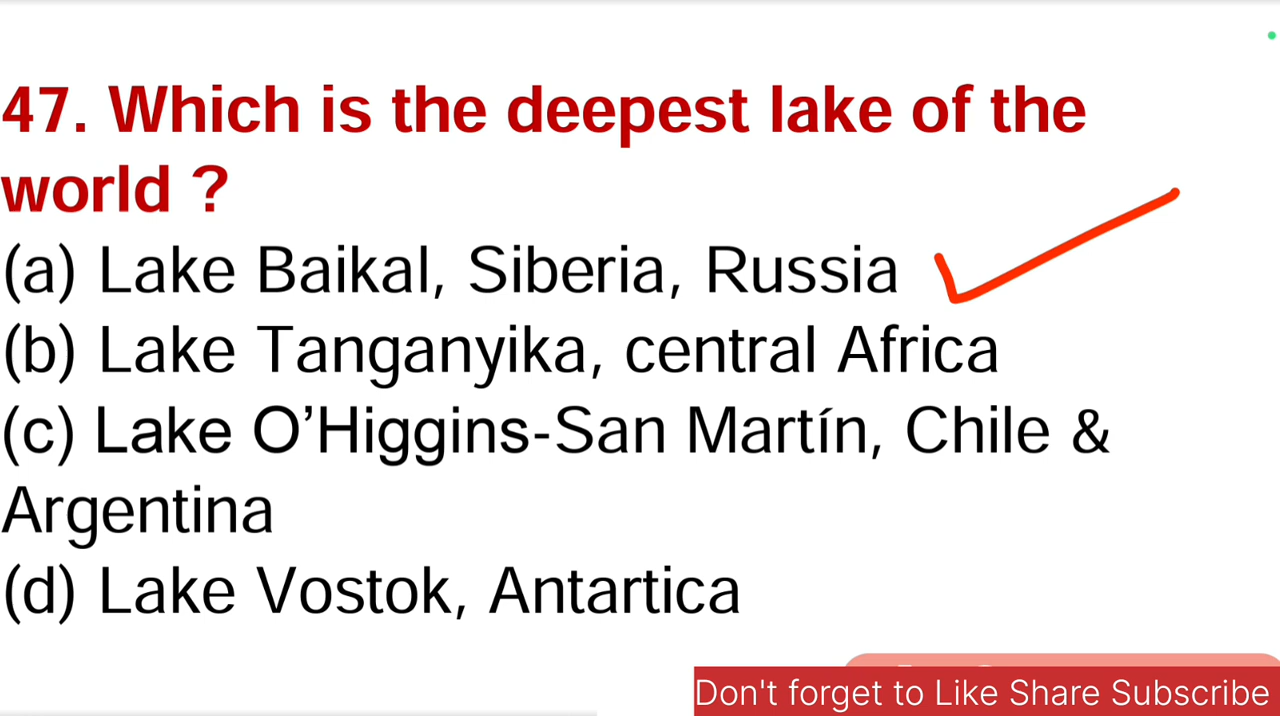 47. Which is the deepest lake of the
world ?
(a) Lake Baikal, Siberia, Russia
(b) Lake Tanganyika, central Africa
(c) Lake O’Higgins-San Martín, Chile &
Argentina
(d) Lake Vostok, Antartica
Don't forget to Like Share Subscribe